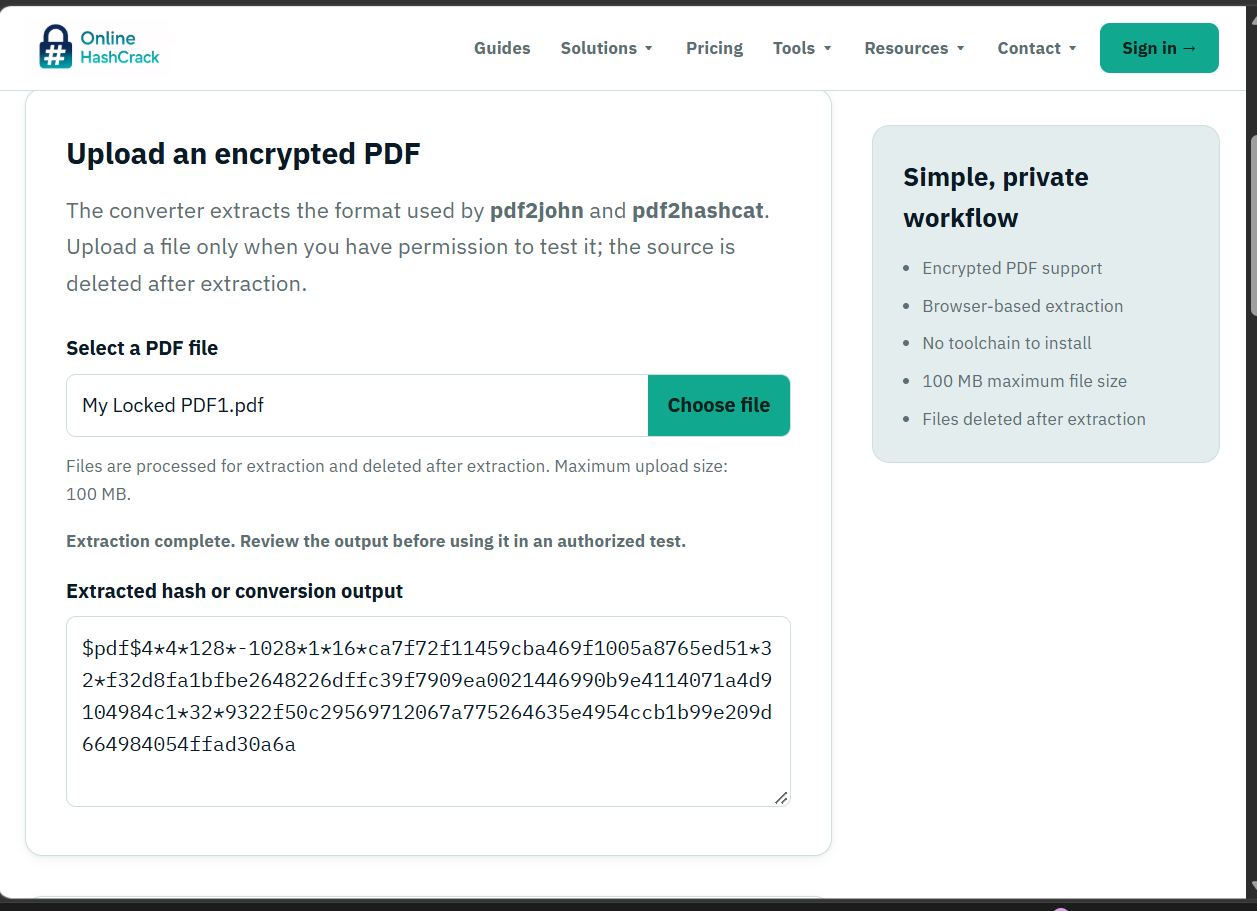 Online
HashCrack
Guides
Solutions
Pricing
Tools
Resources
Contact
Sign in →
Upload an encrypted PDF
The converter extracts the format used by pdf2john and pdf2hashcat.
Upload a file only when you have permission to test it; the source is
deleted after extraction.
Select a PDF file
My Locked PDF1.pdf
Choose file
Files are processed for extraction and deleted after extraction. Maximum upload size:
100 MB.
Extraction complete. Review the output before using it in an authorized test.
Extracted hash or conversion output
$pdf$4*4*128*-1028*1*16*ca7f72f11459cba469f1005a8765ed51*3
2*f32d8fa1bfbe2648226dffc39f7909ea0021446990b9e4114071a4d9
104984c1*32*9322f50c29569712067a775264635e4954ccb1b99e209d
664984054ffad30a6a
Simple, private
workflow
Encrypted PDF support
Browser-based extraction
No toolchain to install
100 MB maximum file size
Files deleted after extraction